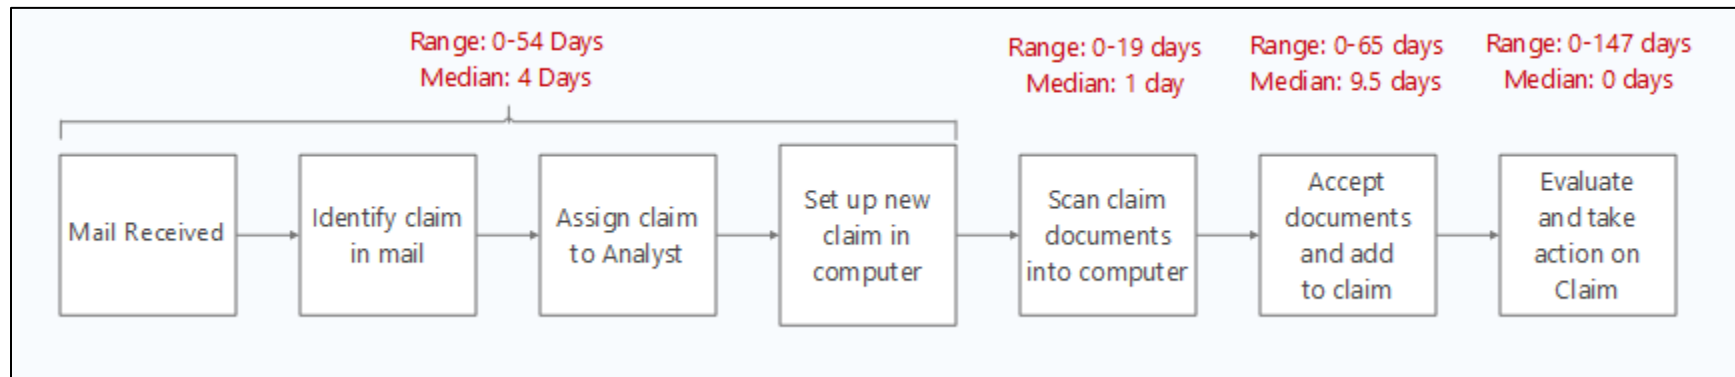 Range: 0-54 Days
Median: 4 Days
Range: 0-19 days
Median: 1 day
Range: 0-65 days
Median: 9.5 days
Range: 0-147 days
Median: 0 days
Mail Received
Identify claim
in mail
Assign claim
to Analyst
Set up new
claim in
computer
Scan claim
documents
into computer
Accept
documents
and add
to claim
Evaluate
and take
action on
Claim